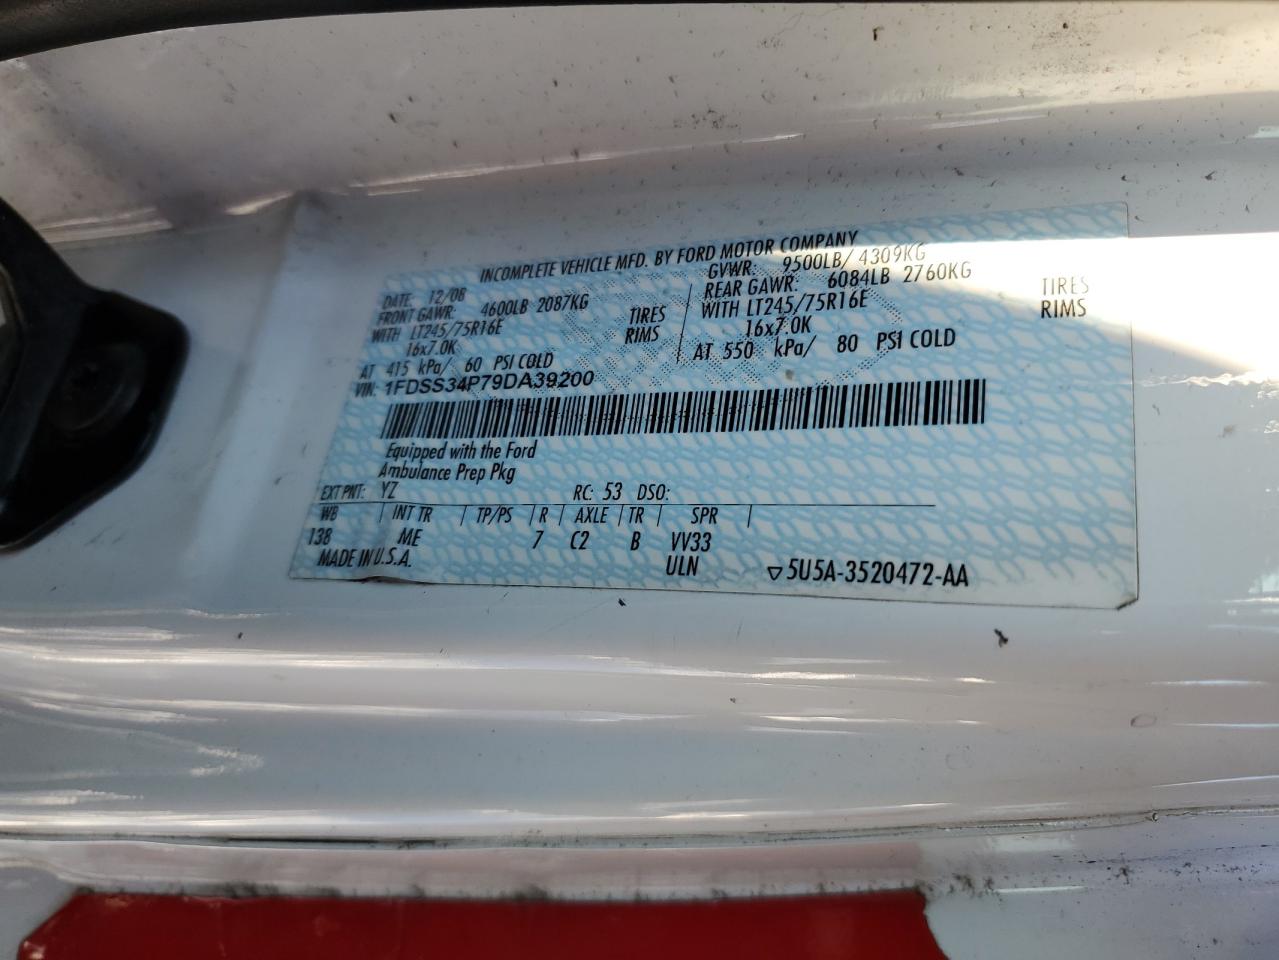 INCOMPLETE VEHICLE MFD. BY FORD MOTOR COMPANY
DATE: 12/08 GVWR: 9500LB/ 4309KG
FRONT GAWR: 4600LB 2087KG REAR GAWR: 6084LB 2760KG
WITH LT245/75R16E TIRES WITH LT245/75R16E TIRES
16x7.0K RIMS 16x7.0K RIMS
AT 415 kPa/ 60 PSI COLD AT 550 kPa/ 80 PSI COLD
VIN: 1FDSS34P79DA39200
Equipped with the Ford
Ambulance Prep Pkg
EXT PNT: YZ RC: 53 DSO:
WB | INT TR | TP/PS | R | AXLE | TR | SPR |
138 ME 7 C2 B VV33
MADE IN U.S.A. ULN ▽5U5A-3520472-AA